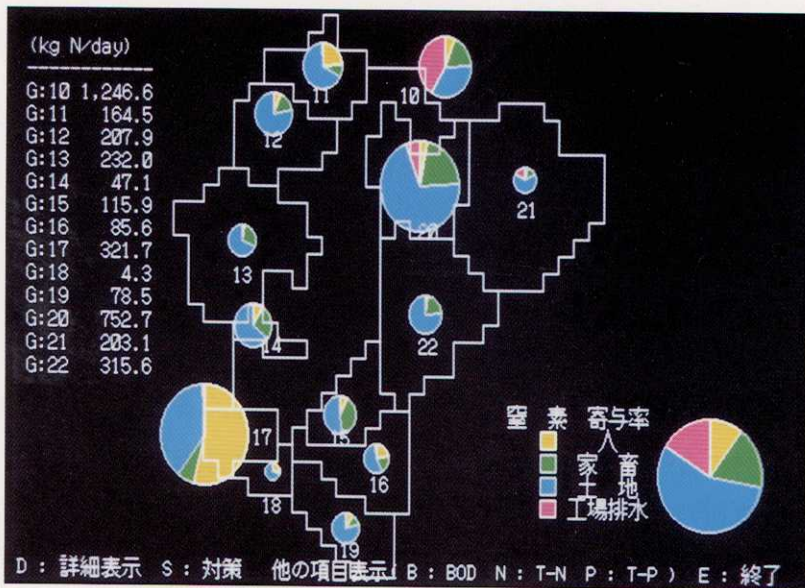 (kg N/day)
G:10 1,246.6
G:11 164.5
G:12 207.9
G:13 232.0
G:14 47.1
G:15 115.9
G:16 85.6
G:17 321.7
G:18 4.3
G:19 78.5
G:20 752.7
G:21 203.1
G:22 315.6
11
10
12
20
21
13
14
22
17
15
16
18
19
窒 素 寄与率
人
家 畜
土 地
工場排水
D : 詳細表示 S : 対策 他の項目表示( B : BOD N : T-N P : T-P ) E : 終了